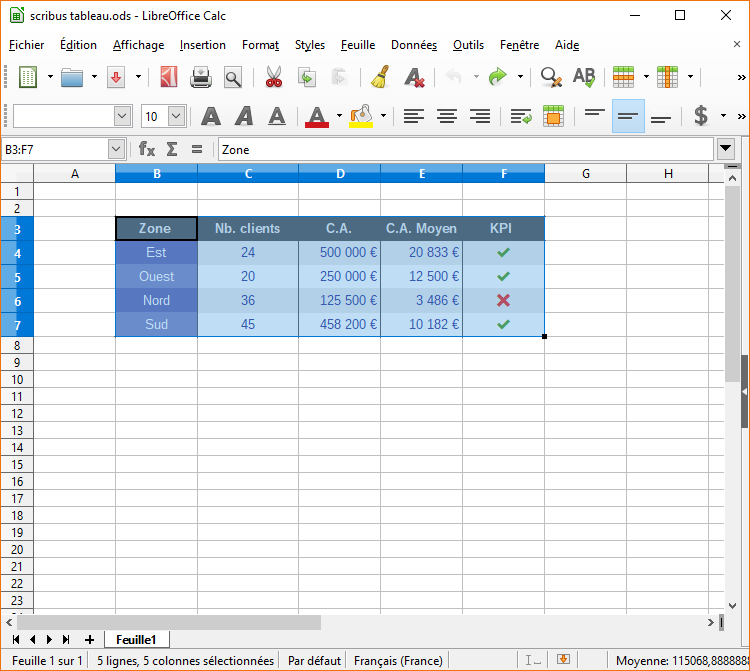 scribus tableau.ods - LibreOffice Calc
Fichier Édition Affichage Insertion Format Styles Feuille Données Outils Fenêtre Aide
10
B3:F7 Zone
A B C D E F G H
1
2
3 Zone Nb. clients C.A. C.A. Moyen KPI
4 Est 24 500 000 € 20 833 €
5 Ouest 20 250 000 € 12 500 €
6 Nord 36 125 500 € 3 486 €
7 Sud 45 458 200 € 10 182 €
8
9
10
11
12
13
14
15
16
17
18
19
20
21
22
23
Feuille1
Feuille 1 sur 1 5 lignes, 5 colonnes sélectionnées Par défaut Français (France) Moyenne: 115068,8888888